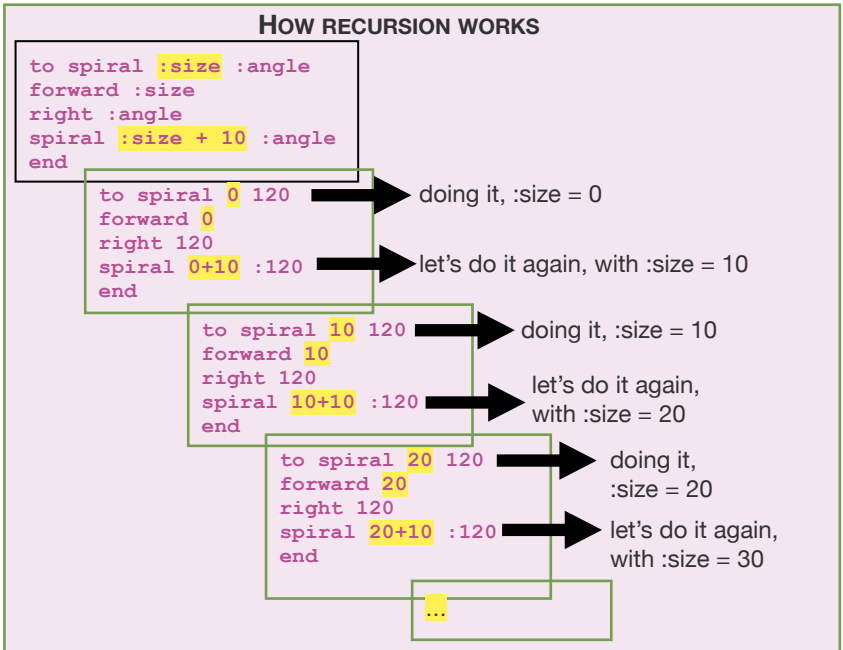 HOW RECURSION WORKS
to spiral :size :angle
forward :size
right :angle
spiral :size + 10 :angle
end
to spiral 0 120
doing it, :size = 0
forward 0
right 120
spiral 0+10 :120
let’s do it again, with :size = 10
end
to spiral 10 120
doing it, :size = 10
forward 10
right 120
spiral 10+10 :120
let’s do it again,
with :size = 20
end
to spiral 20 120
doing it,
:size = 20
forward 20
right 120
spiral 20+10 :120
let’s do it again,
with :size = 30
end
...